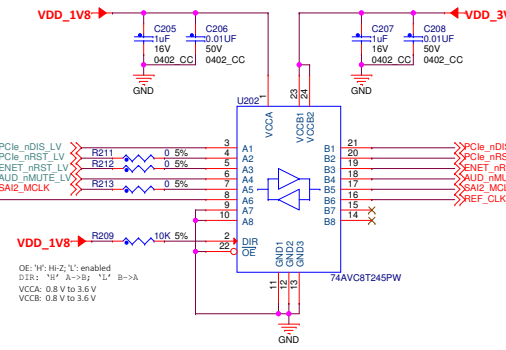 VDD_1V8
VDD_3V
C205
1uF
16V
0402_CC
C206
0.01UF
50V
0402_CC
GND
C207
1uF
16V
0402_CC
C208
0.01UF
50V
0402_CC
GND
1
23
24
U202
VCCA
VCCB1
VCCB2
PCIe_nDIS_LV
PCIe_nRST_LV
ENET_nRST_LV
AUD_nMUTE_LV
SAI2_MCLK
R211 0 5%
R212 0 5%
R213 0 5%
3 A1 B1 21
4 A2 B2 20
5 A3 B3 19
6 A4 B4 18
7 A5 B5 17
8 A6 B6 16
9 A7 B7 15
10 A8 B8 14
PCIe_nDIS
PCIe_nRS
ENET_nR
AUD_nMU
SAI2_MCL
REF_CLK
VDD_1V8
R209 10K 5%
2 DIR
22 OE
GND1
GND2
GND3
11
12
13
74AVC8T245PW
OE: 'H': Hi-Z; 'L': enabled
DIR: 'H' A->B; 'L' B->A
VCCA: 0.8 V to 3.6 V
VCCB: 0.8 V to 3.6 V
GND